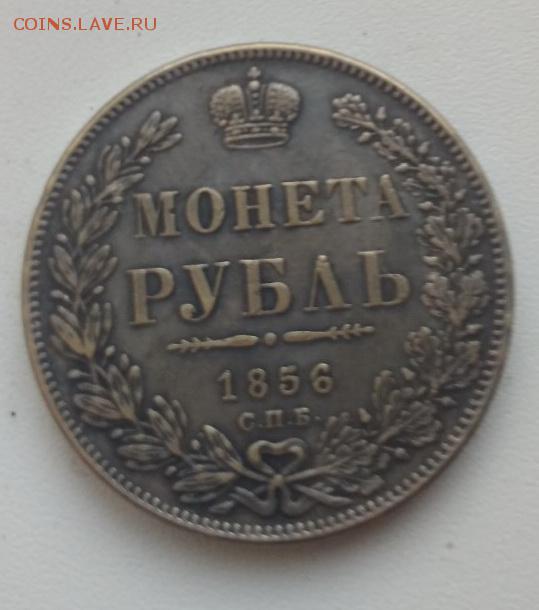 COINS.LAVE.RU
МОНЕТА
РУБЛЬ
1856
С.П.Б.